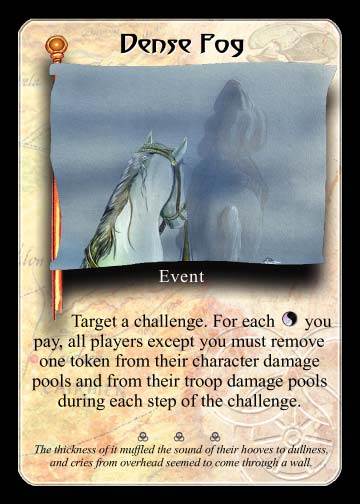 Dense Fog
Event
Target a challenge. For each you
pay, all players except you must remove
one token from their character damage
pools and from their troop damage pools
during each step of the challenge.
The thickness of it muffled the sound of their hooves to dullness,
and cries from overhead seemed to come through a wall.